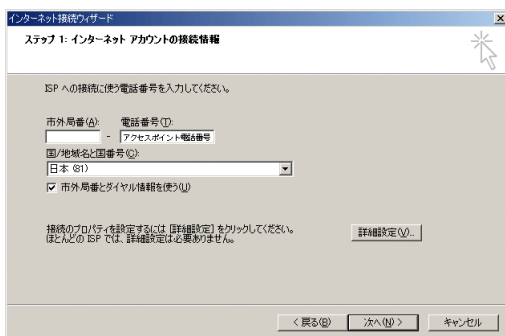 インターネット接続ウィザード
ステップ 1: インターネット アカウントの接続情報
ISP への接続に使う電話番号を入力してください。
市外局番(A): 電話番号(T):
- アクセスポイント電話番号
国/地域名と国番号(C):
日本 (81)
市外局番とダイヤル情報を使う(U)
接続のプロパティを設定するには [詳細設定] をクリックしてください。
ほとんどの ISP では、詳細設定は必要ありません。
詳細設定(V)...
< 戻る(B) 次へ(N) > キャンセル